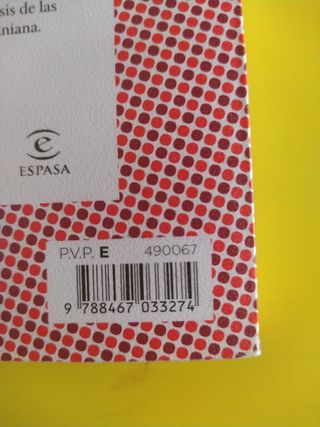 sis de las
niana.
e
ESPASA
P.V.P. E 490067
9 788467 033274